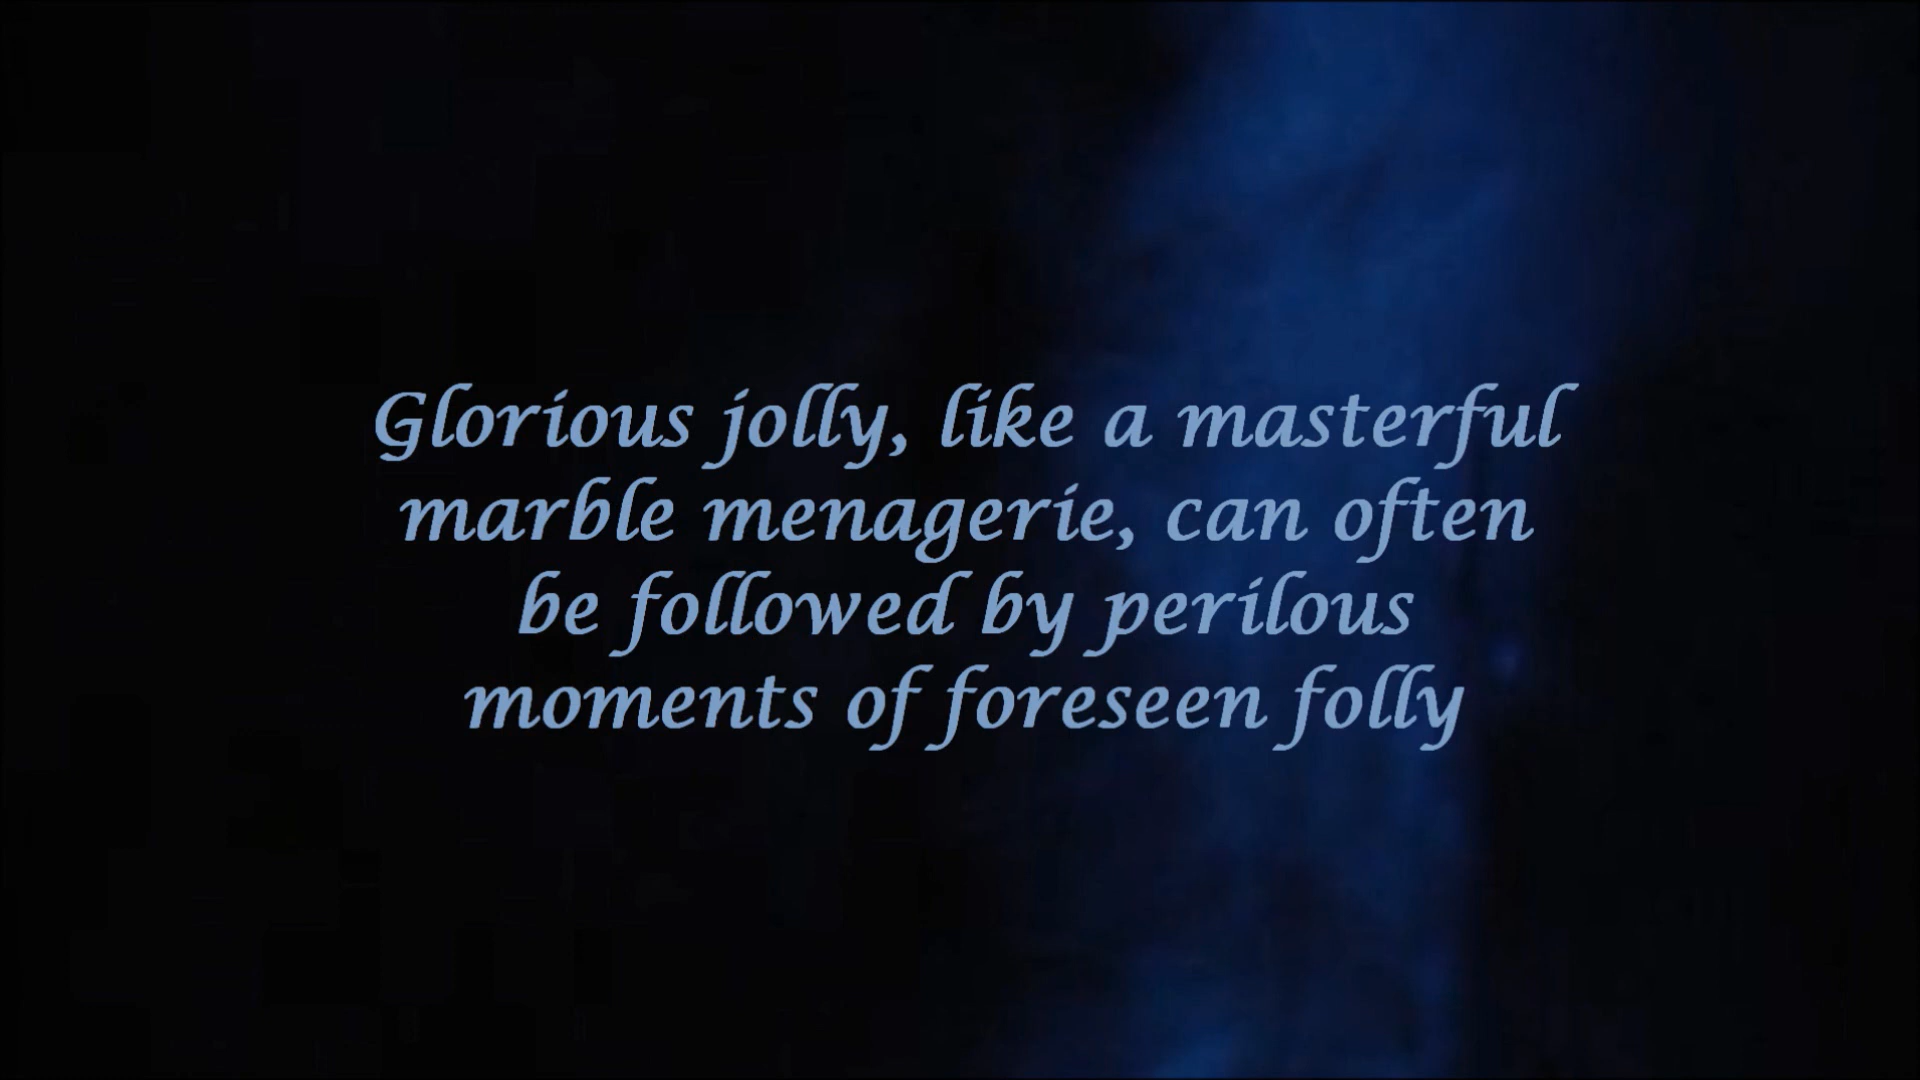 Glorious jolly, like a masterful
marble menagerie, can often
be followed by perilous
moments of foreseen folly